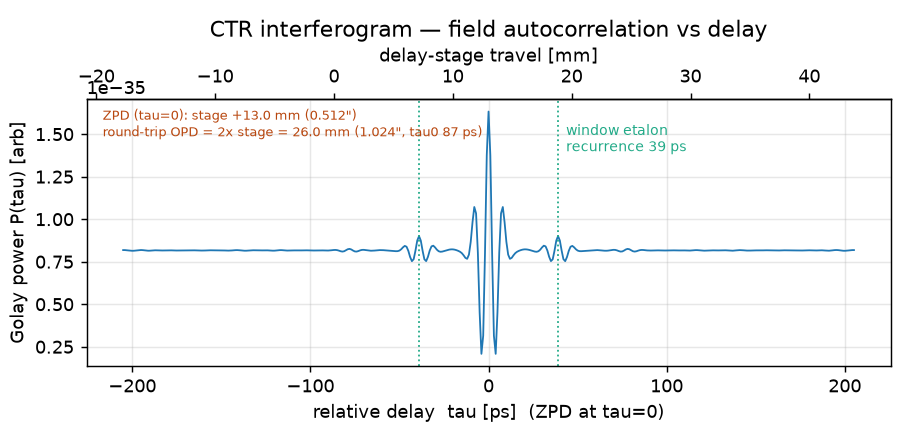 CTR interferogram — field autocorrelation vs delay
delay-stage travel [mm]
−20 −10 0 10 20 30 40
1e−35
ZPD (tau=0): stage +13.0 mm (0.512")
round-trip OPD = 2x stage = 26.0 mm (1.024", tau0 87 ps)
window etalon
recurrence 39 ps
Golay power P(tau) [arb]
1.50
1.25
1.00
0.75
0.50
0.25
−200 −100 0 100 200
relative delay  tau [ps]  (ZPD at tau=0)